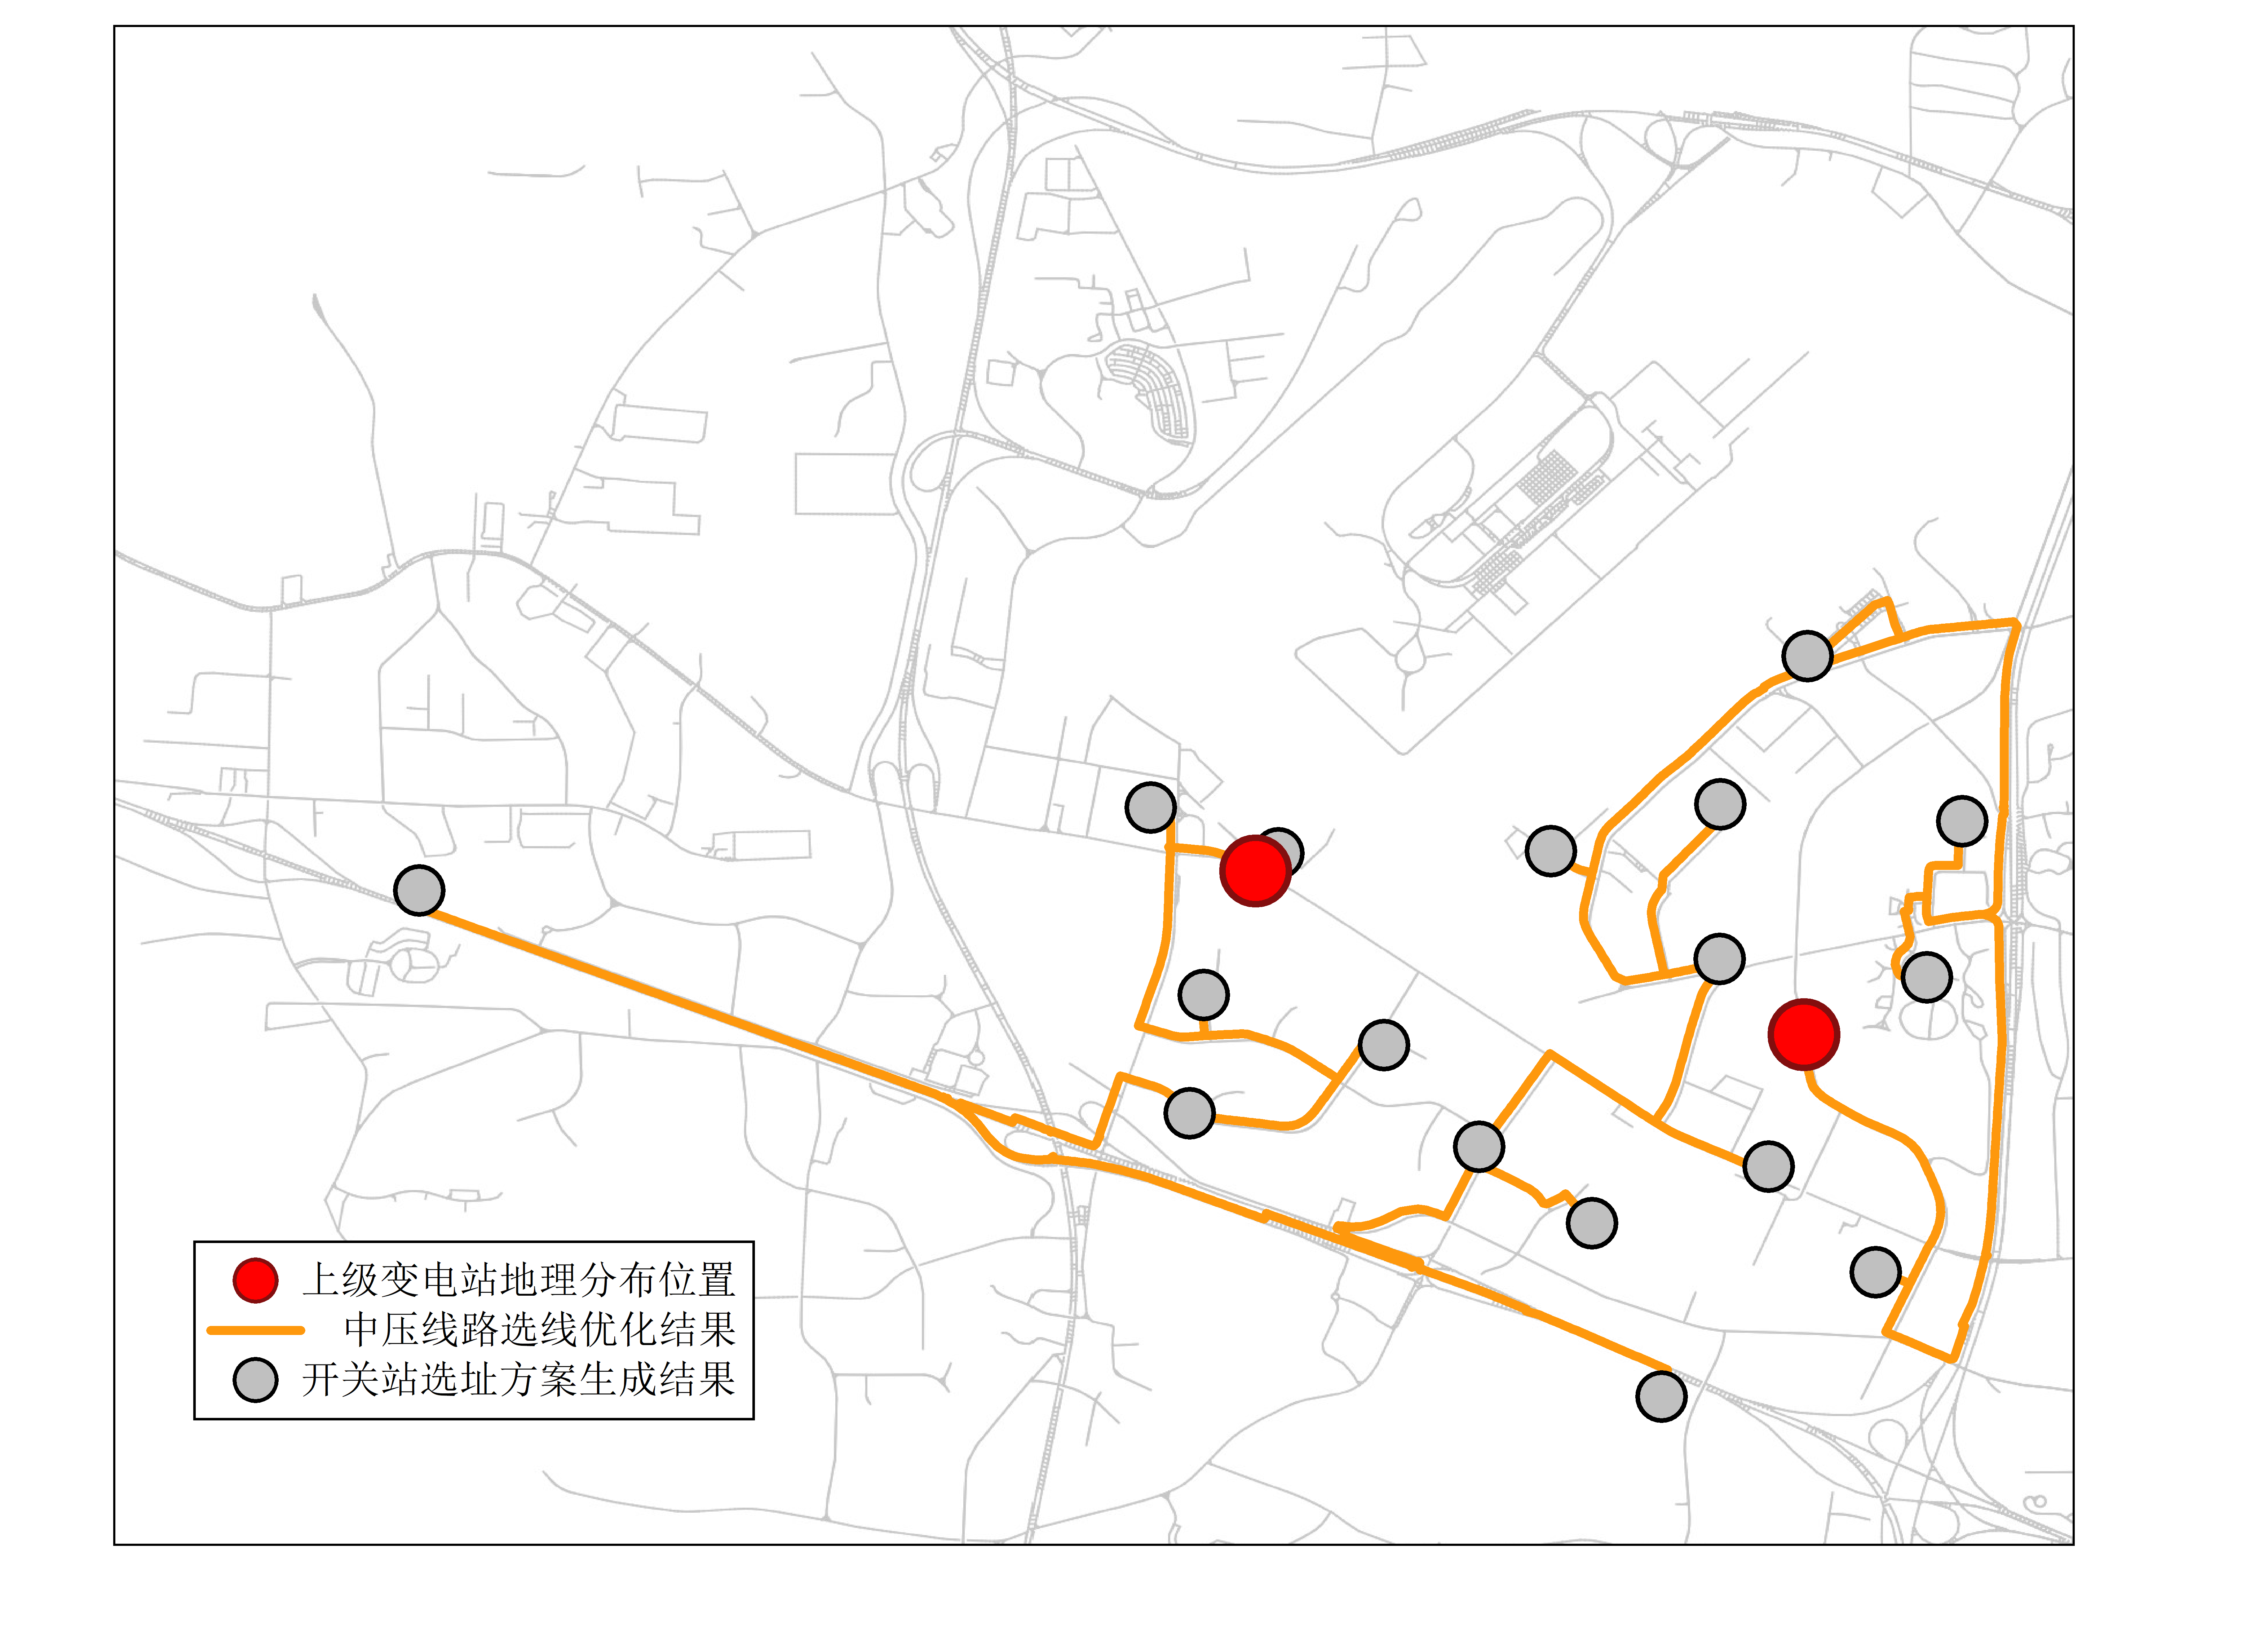 上级变电站地理分布位置
中压线路选线优化结果
开关站选址方案生成结果